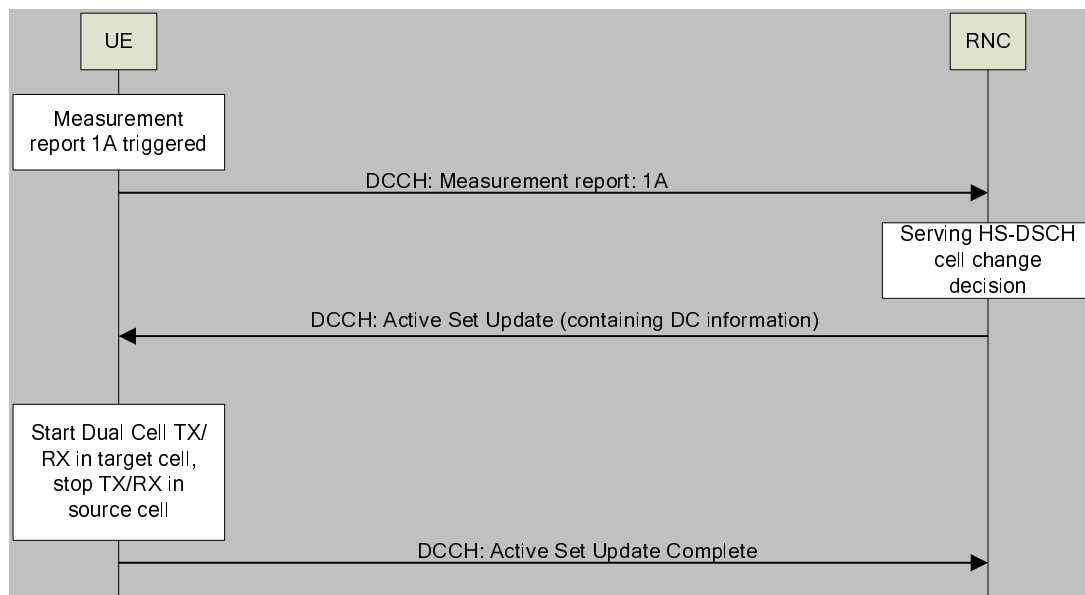 UE
RNC
Measurement
report 1A triggered
DCCH: Measurement report: 1A
Serving HS-DSCH
cell change
decision
DCCH: Active Set Update (containing DC information)
Start Dual Cell TX/
RX in target cell,
stop TX/RX in
source cell
DCCH: Active Set Update Complete